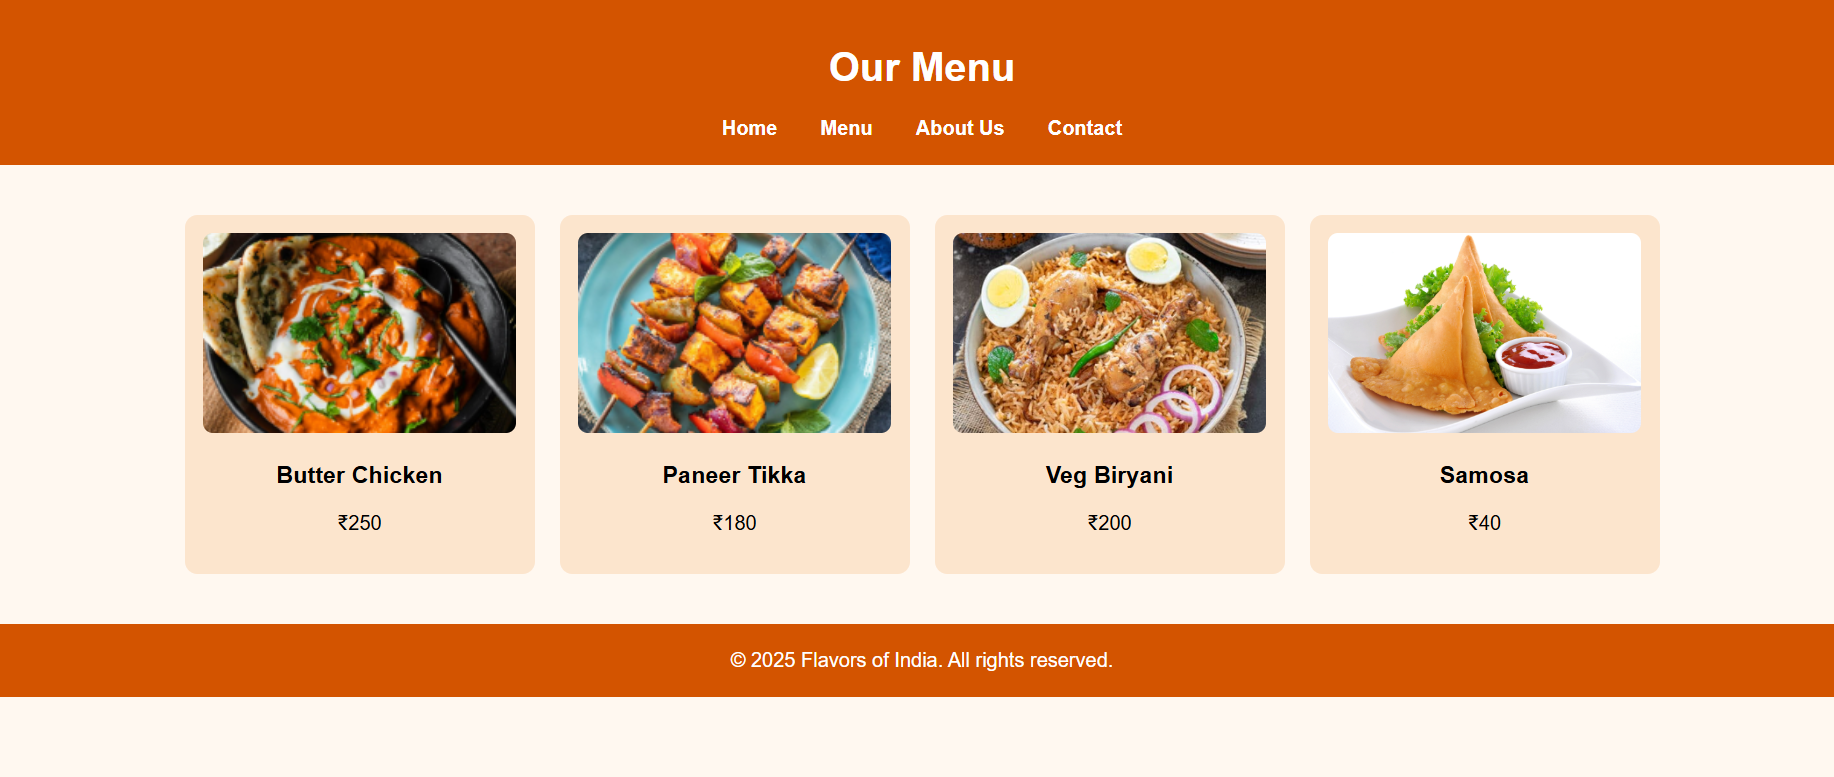 Our Menu
Home Menu About Us Contact
Butter Chicken
₹250
Paneer Tikka
₹180
Veg Biryani
₹200
Samosa
₹40
© 2025 Flavors of India. All rights reserved.